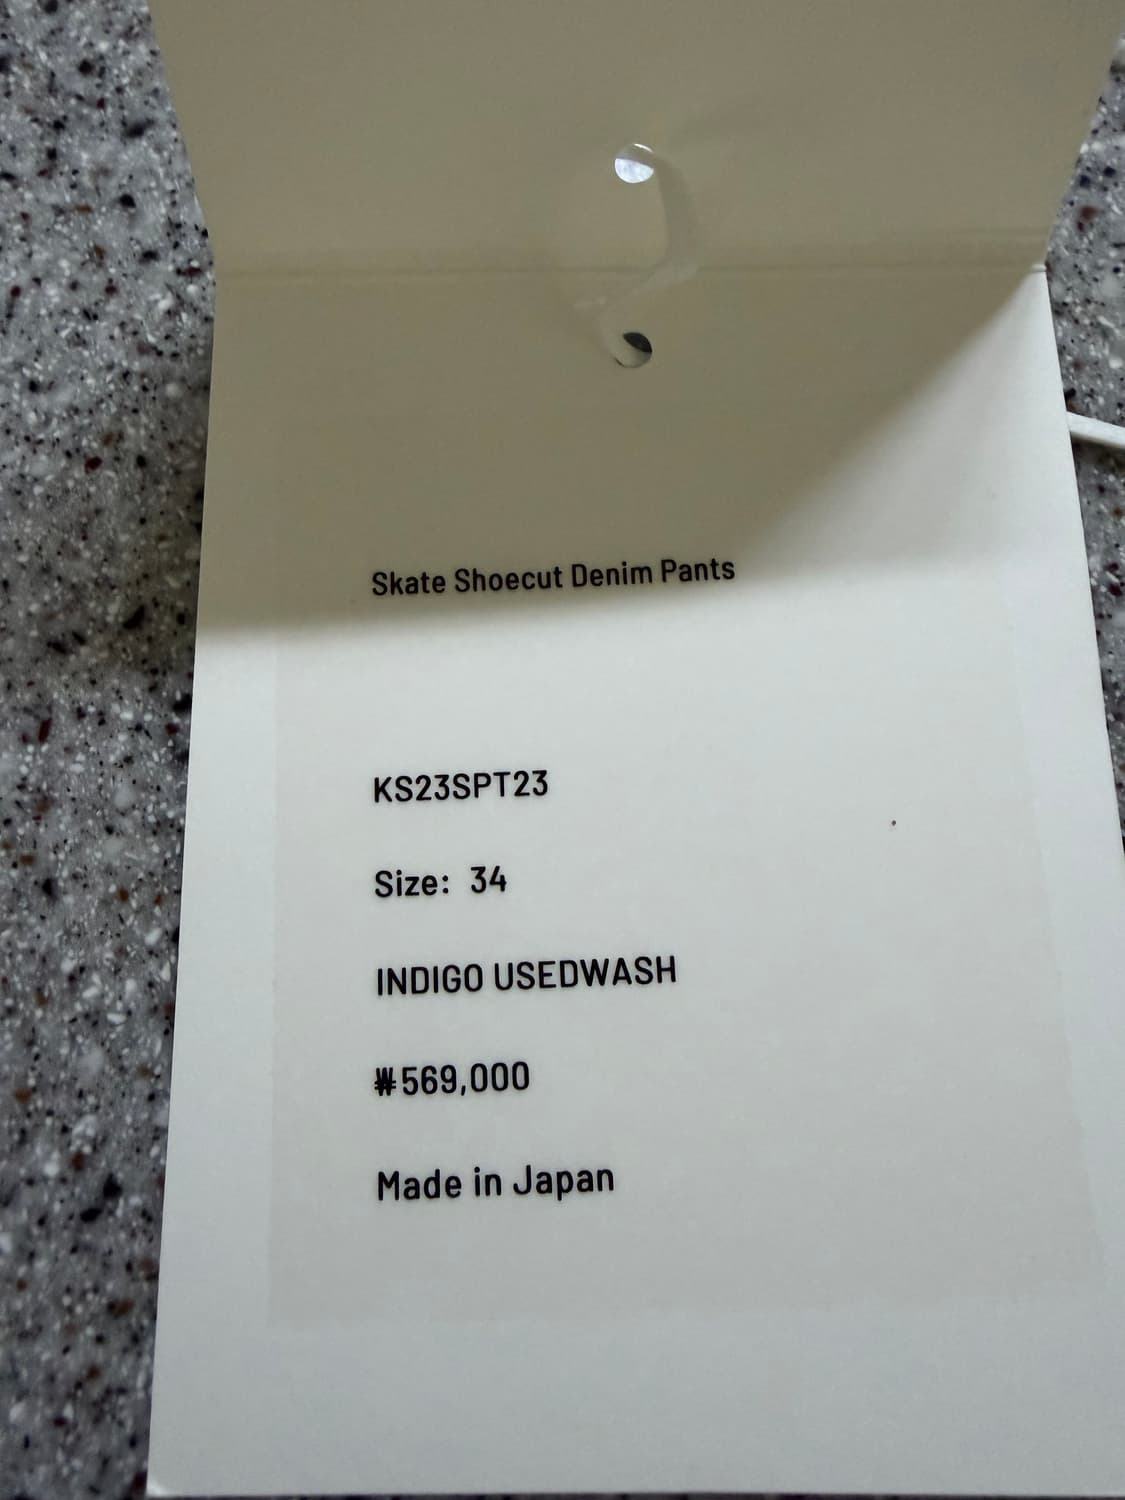 Skate Shoecut Denim Pants
KS23SPT23
Size: 34
INDIGO USEDWASH
₩569,000
Made in Japan